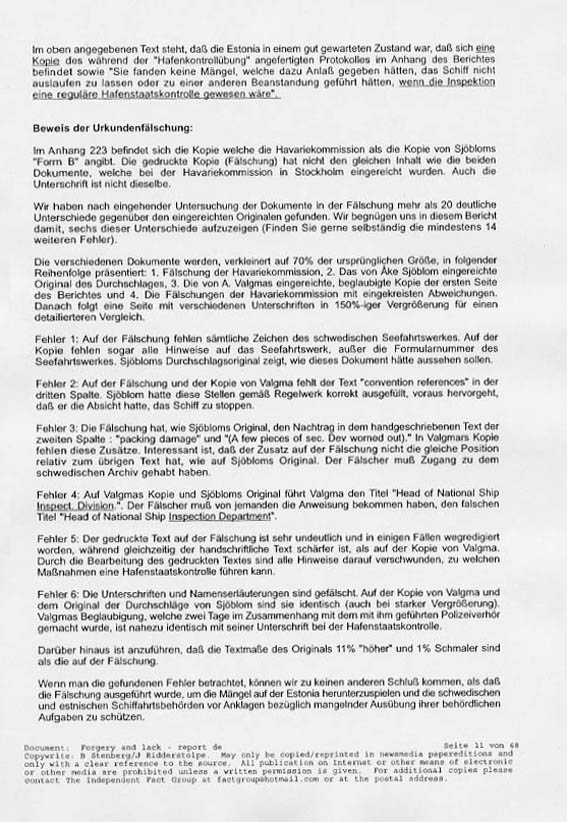 Im oben angegebenen Text steht, daß die Estonia in einem gut gewarteten Zustand war, daß sich eine
Kopie des während der "Hafenkontrollübung" angefertigten Protokolles im Anhang des Berichtes
befindet sowie "Sie fanden keine Mängel, welche dazu Anlaß gegeben hätten, das Schiff nicht
auslaufen zu lassen oder zu einer anderen Beanstandung geführt hätten, wenn die Inspektion
eine reguläre Hafenstaatskontrolle gewesen wäre".
Beweis der Urkundenfälschung:
Im Anhang 223 befindet sich die Kopie welche die Havariekommission als die Kopie von Sjöbloms
"Form B" angibt. Die gedruckte Kopie (Fälschung) hat nicht den gleichen Inhalt wie die beiden
Dokumente, welche bei der Havariekommission in Stockholm eingereicht wurden. Auch die
Unterschrift ist nicht dieselbe.
Wir haben nach eingehender Untersuchung der Dokumente in der Fälschung mehr als 20 deutliche
Unterschiede gegenüber den eingereichten Originalen gefunden. Wir begnügen uns in diesem Bericht
damit, sechs dieser Unterschiede aufzuzeigen (Finden Sie gerne selbständig die mindestens 14
weiteren Fehler).
Die verschiedenen Dokumente werden, verkleinert auf 70% der ursprünglichen Größe, in folgender
Reihenfolge präsentiert: 1. Fälschung der Havariekommission, 2. Das von Åke Sjöblom eingereichte
Original des Durchschlages, 3. Die von A. Valgmas eingereichte, beglaubigte Kopie der ersten Seite
des Berichtes und 4. Die Fälschungen der Havariekommission mit eingekreisten Abweichungen.
Danach folgt eine Seite mit verschiedenen Unterschriften in 150%-iger Vergrößerung für einen
detailierteren Vergleich.
Fehler 1: Auf der Fälschung fehlen sämtliche Zeichen des schwedischen Seefahrtswerkes. Auf der
Kopie fehlen sogar alle Hinweise auf das Seefahrtswerk, außer die Formularnummer des
Seefahrtswerkes. Sjöbloms Durchschlagsoriginal zeigt, wie dieses Dokument hätte aussehen sollen.
Fehler 2: Auf der Fälschung und der Kopie von Valgma fehlt der Text "convention references" in der
dritten Spalte. Sjöblom hatte diese Stellen gemäß Regelwerk korrekt ausgefüllt, voraus hervorgeht,
daß er die Absicht hatte, das Schiff zu stoppen.
Fehler 3: Die Fälschung hat, wie Sjöbloms Original, den Nachtrag in dem handgeschriebenen Text der
zweiten Spalte : "packing damage" und "(A few pieces of sec. Dev worned out)." In Valgmars Kopie
fehlen diese Zusätze. Interessant ist, daß der Zusatz auf der Fälschung nicht die gleiche Position
relativ zum übrigen Text hat, wie auf Sjöbloms Original. Der Fälscher muß Zugang zu dem
schwedischen Archiv gehabt haben.
Fehler 4: Auf Valgmas Kopie und Sjöbloms Original führt Valgma den Titel "Head of National Ship
Inspect. Division.". Der Fälscher muß von jemanden die Anweisung bekommen haben, den falschen
Titel "Head of National Ship Inspection Department".
Fehler 5: Der gedruckte Text auf der Fälschung ist sehr undeutlich und in einigen Fällen wegredigiert
worden, während gleichzeitig der handschriftliche Text schärfer ist, als auf der Kopie von Valgma.
Durch die Bearbeitung des gedruckten Textes sind alle Hinweise darauf verschwunden, zu welchen
Maßnahmen eine Hafenstaatskontrolle führen kann.
Fehler 6: Die Unterschriften und Namenserläuterungen sind gefälscht. Auf der Kopie von Valgma und
dem Original der Durchschläge von Sjöblom sind sie identisch (auch bei starker Vergrößerung).
Valgmas Beglaubigung, welche zwei Tage im Zusammenhang mit dem mit ihm geführten Polizeiverhör
gemacht wurde, ist nahezu identisch mit seiner Unterschrift bei der Hafenstaatskontrolle.
Darüber hinaus ist anzuführen, daß die Textmaße des Originals 11% "höher" und 1% Schmaler sind
als die auf der Fälschung.
Wenn man die gefundenen Fehler betrachtet, können wir zu keinen anderen Schluß kommen, als daß
die Fälschung ausgeführt wurde, um die Mängel auf der Estonia herunterzuspielen und die schwedischen
und estnischen Schiffahrtsbehörden vor Anklagen bezüglich mangelnder Ausübung ihrer behördlichen
Aufgaben zu schützen.
Document: Forgery and lack - report de Seite 11 von 68
Copywrite: B Stenberg/J Ridderstolpe. May only be copied/reprinted in newsmedia papereditions and
only with a clear reference to the source. All publication on Internet or other means of electronic
or other media are prohibited unless a written permission is given. For additional copies please
contact The Independent Fact Group at factgroup@hotmail.com or at the postal address.